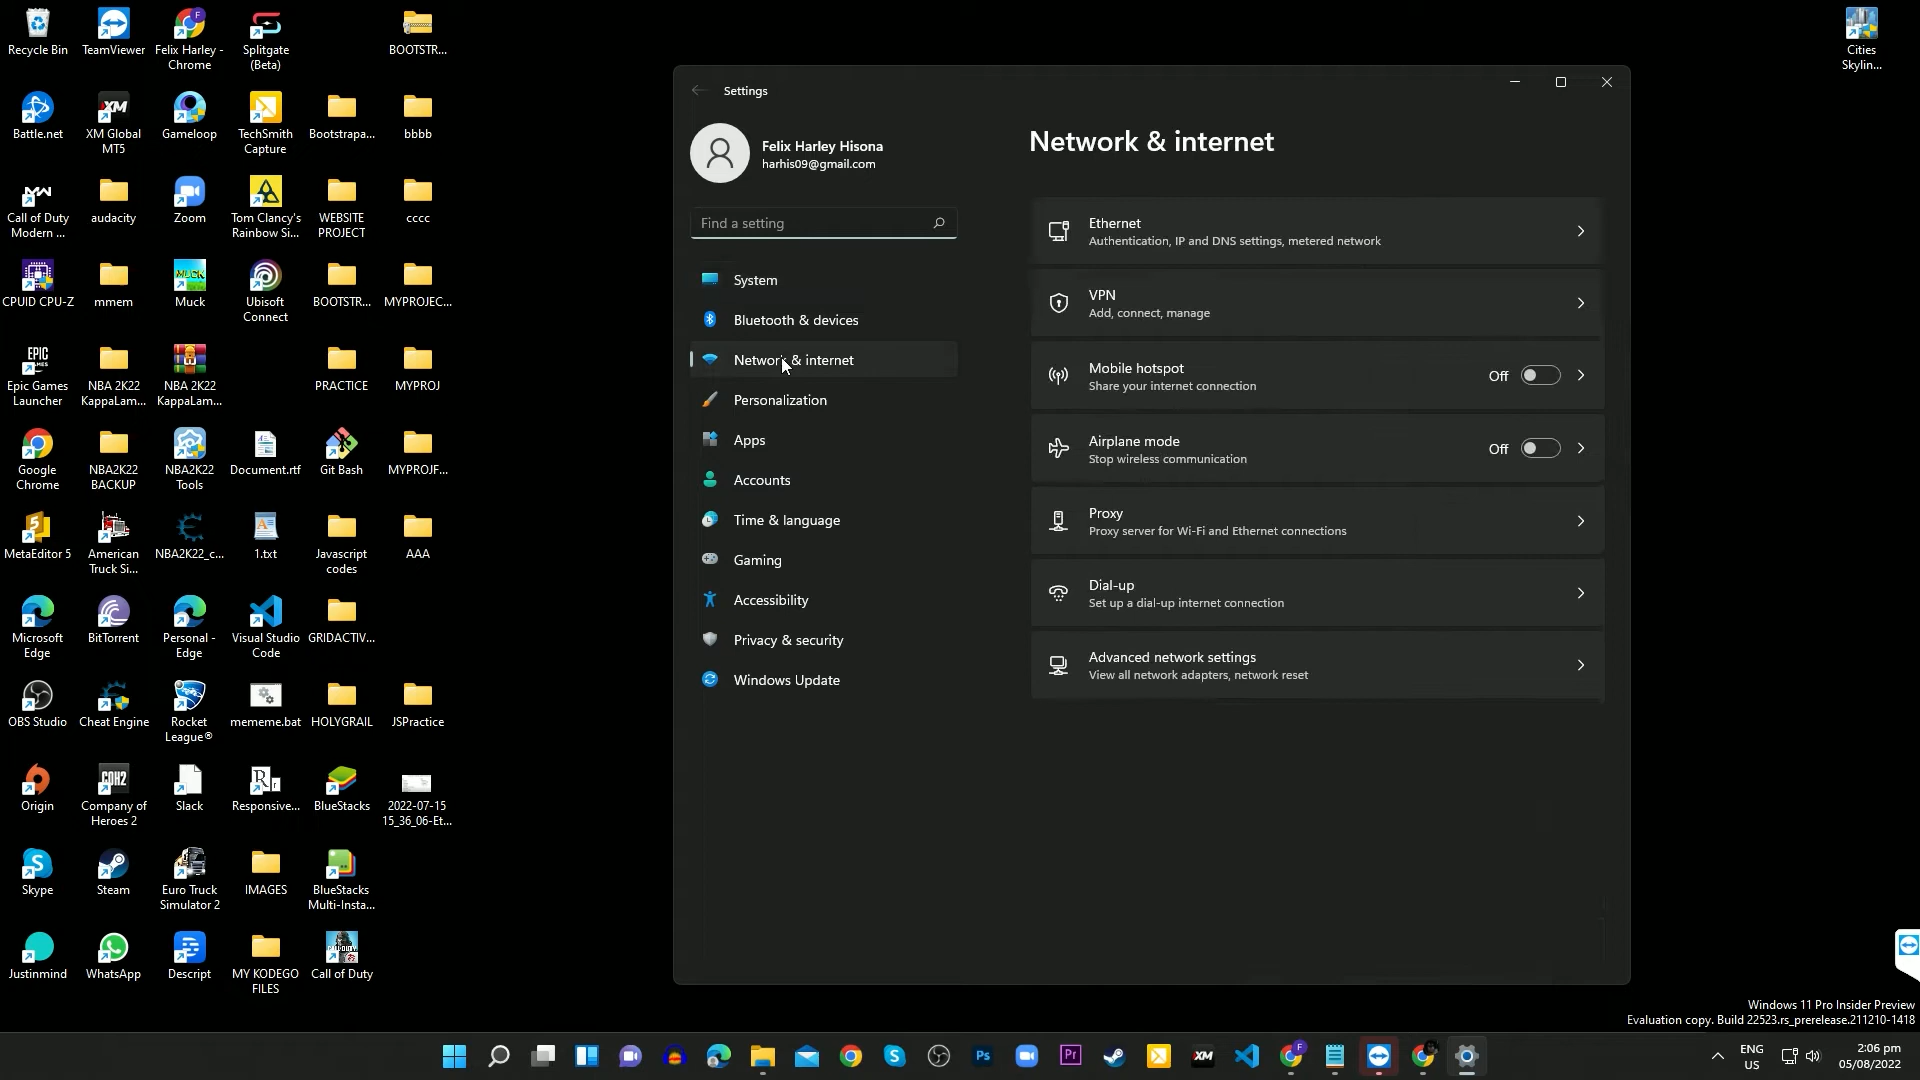 Recycle Bin
TeamViewer
Felix Harley -
Chrome
Splitgate
(Beta)
BOOTSTR...
Battle.net
XM Global
MT5
Gameloop
TechSmith
Capture
Bootstrapa...
bbbb
Call of Duty
Modern ...
audacity
Zoom
Tom Clancy's
Rainbow Si...
WEBSITE
PROJECT
cccc
CPUID CPU-Z
mmem
Muck
Ubisoft
Connect
BOOTSTR...
MYPROJEC...
Epic Games
Launcher
NBA 2K22
KappaLam...
NBA 2K22
KappaLam...
PRACTICE
MYPROJ
Google
Chrome
NBA2K22
BACKUP
NBA2K22
Tools
Document.rtf
Git Bash
MYPROJF...
MetaEditor 5
American
Truck Si...
NBA2K22_c...
1.txt
Javascript
codes
AAA
Microsoft
Edge
BitTorrent
Personal -
Edge
Visual Studio
Code
GRIDACTIV...
OBS Studio
Cheat Engine
Rocket
League®
mememe.bat
HOLYGRAIL
JSPractice
Origin
Company of
Heroes 2
Slack
Responsive...
BlueStacks
2022-07-15
15_36_06-Et...
Skype
Steam
Euro Truck
Simulator 2
IMAGES
BlueStacks
Multi-Insta...
Justinmind
WhatsApp
Descript
MY KODEGO
FILES
Call of Duty
Cities
Skylin...
Settings
Felix Harley Hisona
harhis09@gmail.com
Find a setting
System
Bluetooth & devices
Network & internet
Personalization
Apps
Accounts
Time & language
Gaming
Accessibility
Privacy & security
Windows Update
Network & internet
Ethernet
Authentication, IP and DNS settings, metered network
VPN
Add, connect, manage
Mobile hotspot
Share your internet connection
Off
Airplane mode
Stop wireless communication
Off
Proxy
Proxy server for Wi-Fi and Ethernet connections
Dial-up
Set up a dial-up internet connection
Advanced network settings
View all network adapters, network reset
Windows 11 Pro Insider Preview
Evaluation copy. Build 22523.rs_prerelease.211210-1418
ENG
US
2:06 pm
05/08/2022